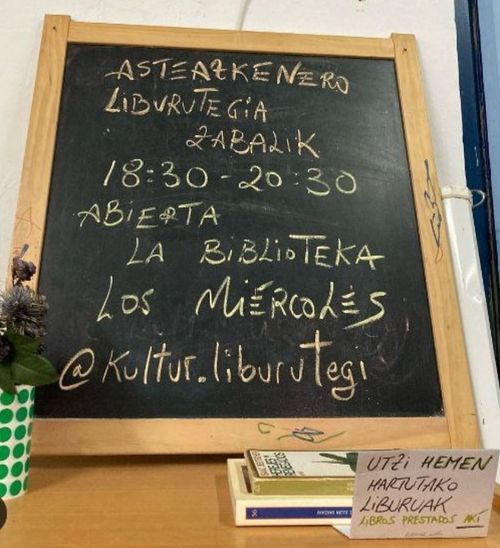 ASTEAZKENERO
LIBURUTEGIA
ZABALIK
18:30 - 20:30
ABIERTA
LA BIBLIOTEKA
LOS MIÉRCOLES
@kultur.liburutegi
UTZI HEMEN
HARTUTAKO
LIBURUAK
LIBROS PRESTADOS AKÍ